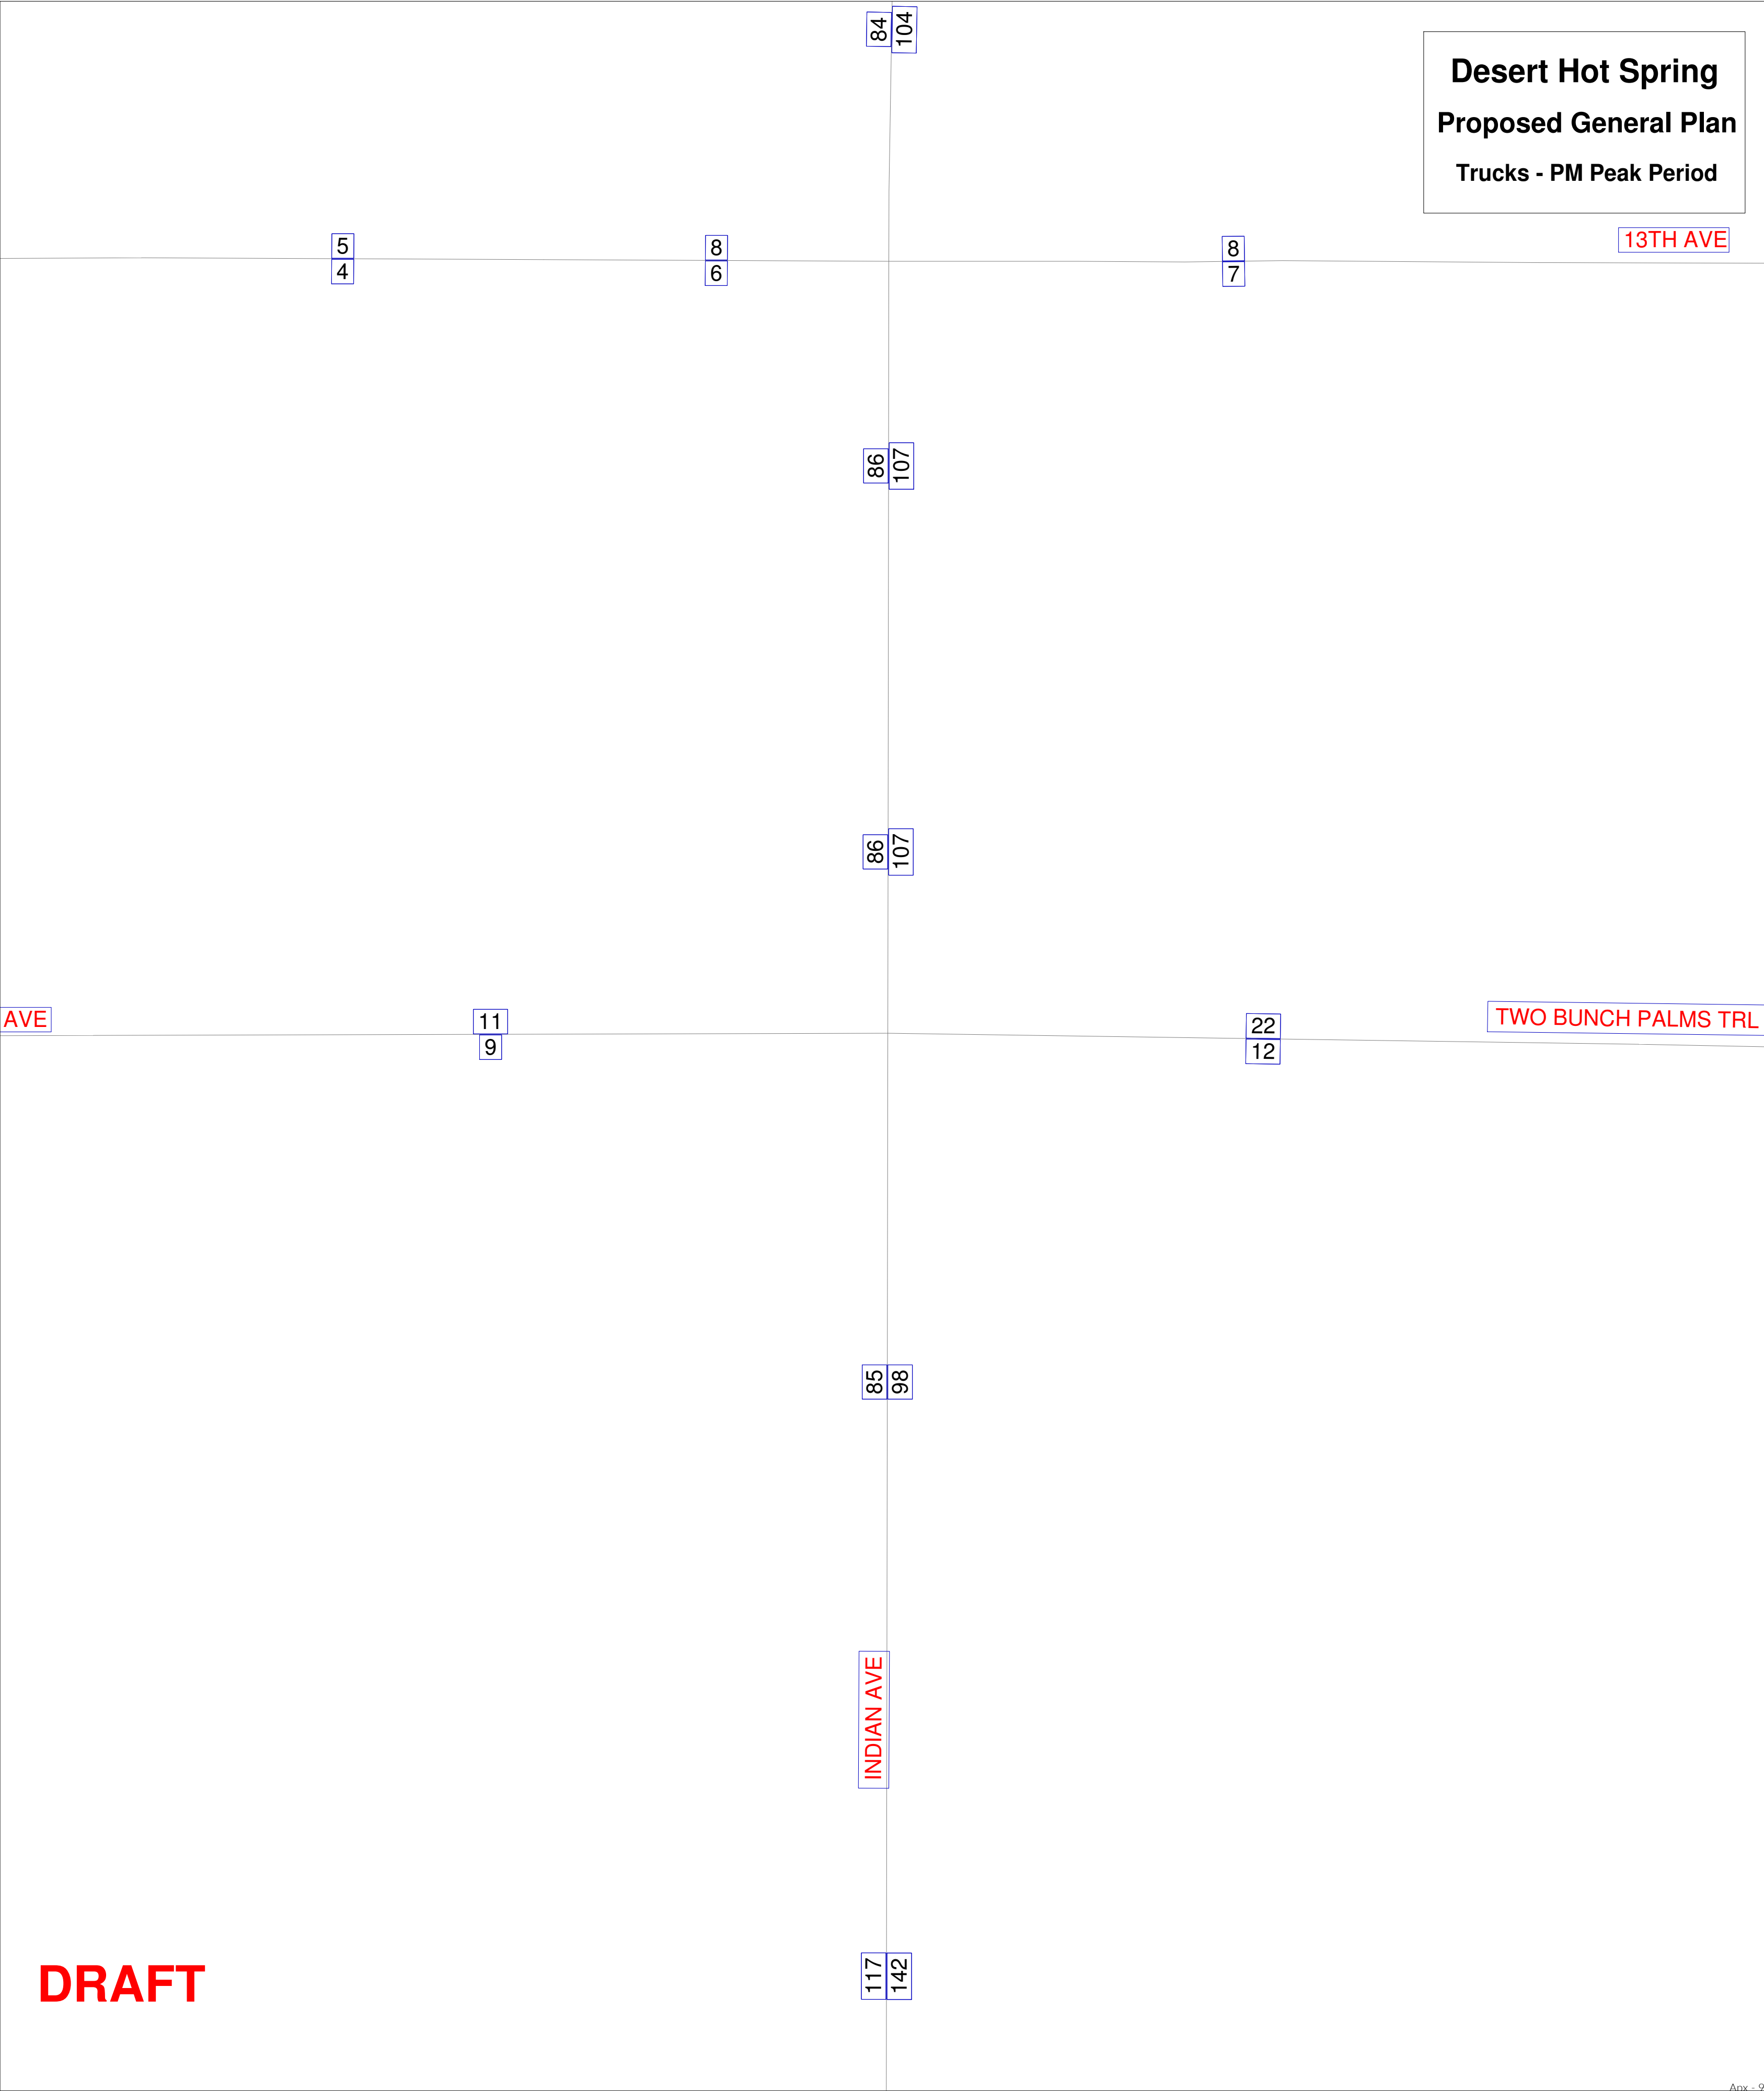 84
104
Desert Hot Spring
Proposed General Plan
Trucks - PM Peak Period
13TH AVE
5
4
8
6
8
7
86
107
86
107
AVE
11
9
22
12
TWO BUNCH PALMS TRL
85
98
INDIAN AVE
117
142
DRAFT
Apx - 9